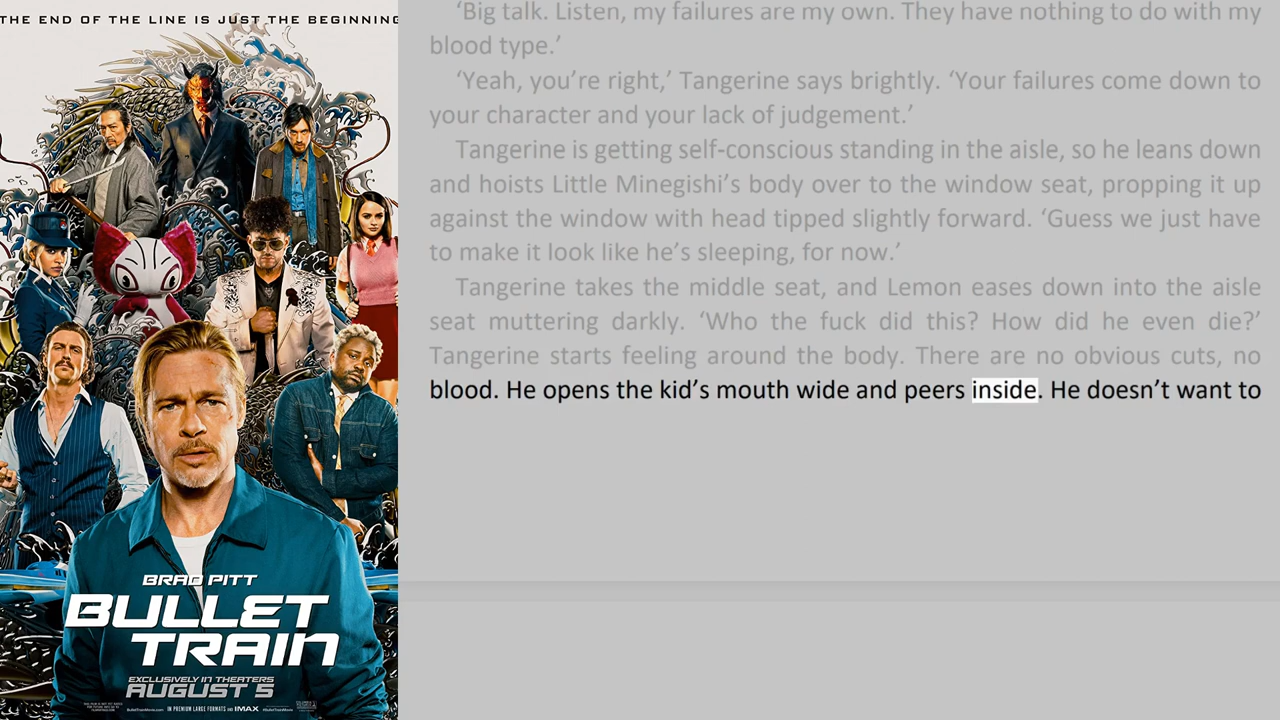 THE END OF THE LINE IS JUST THE BEGINNING
BRAD PITT
BULLET
TRAIN
EXCLUSIVELY IN THEATERS
AUGUST 5
BulletTrainMovie.com
IN PREMIUM LARGE FORMATS AND IMAX
#BulletTrainMovie
‘Big talk. Listen, my failures are my own. They have nothing to do with my
blood type.’
‘Yeah, you’re right,’ Tangerine says brightly. ‘Your failures come down to
your character and your lack of judgement.’
Tangerine is getting self-conscious standing in the aisle, so he leans down
and hoists Little Minegishi’s body over to the window seat, propping it up
against the window with head tipped slightly forward. ‘Guess we just have
to make it look like he’s sleeping, for now.’
Tangerine takes the middle seat, and Lemon eases down into the aisle
seat muttering darkly. ‘Who the fuck did this? How did he even die?’
Tangerine starts feeling around the body. There are no obvious cuts, no
blood. He opens the kid’s mouth wide and peers inside. He doesn’t want to